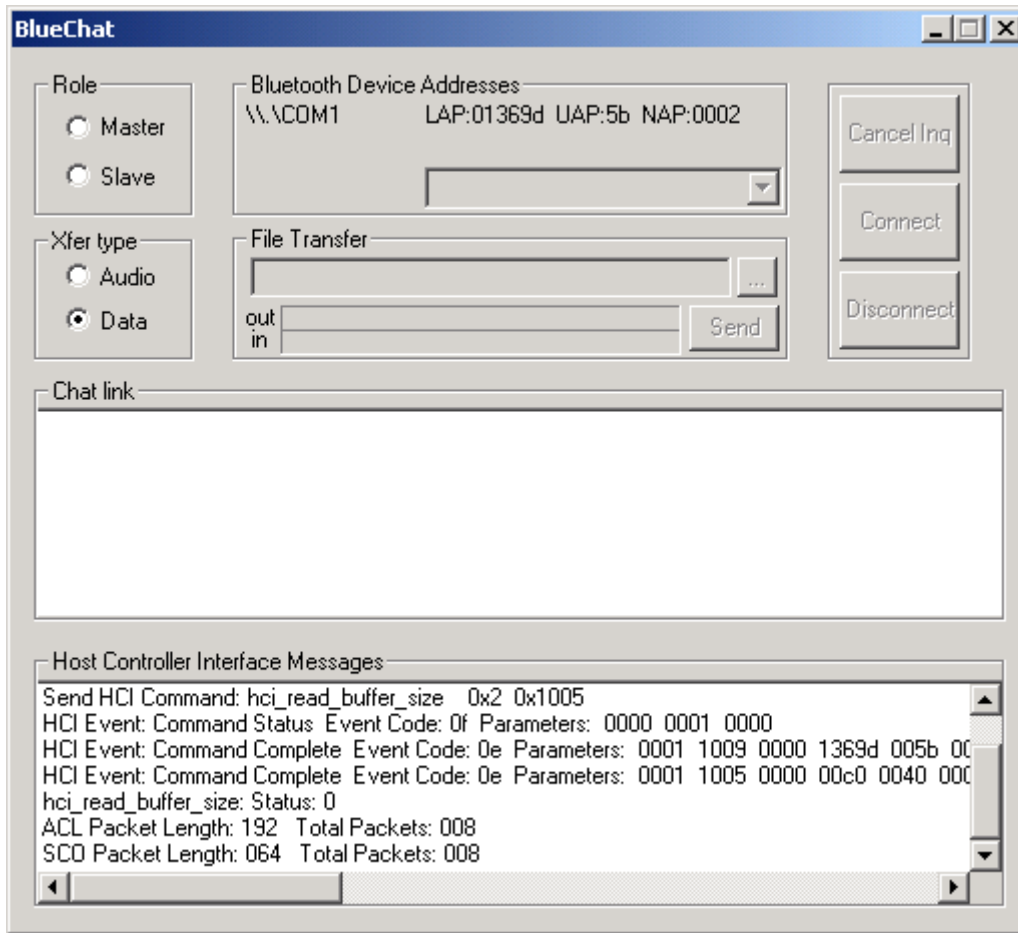 BlueChat
Role
Master
Slave
Bluetooth Device Addresses
\\.\COM1 LAP:01369d UAP:5b NAP:0002
Cancel Inq
Connect
Disconnect
Xfer type
Audio
Data
File Transfer
...
out
in
Send
Chat link
Host Controller Interface Messages
Send HCI Command: hci_read_buffer_size 0x2 0x1005
HCI Event: Command Status Event Code: 0f Parameters: 0000 0001 0000
HCI Event: Command Complete Event Code: 0e Parameters: 0001 1009 0000 1369d 005b 00
HCI Event: Command Complete Event Code: 0e Parameters: 0001 1005 0000 00c0 0040 000
hci_read_buffer_size: Status: 0
ACL Packet Length: 192 Total Packets: 008
SCO Packet Length: 064 Total Packets: 008